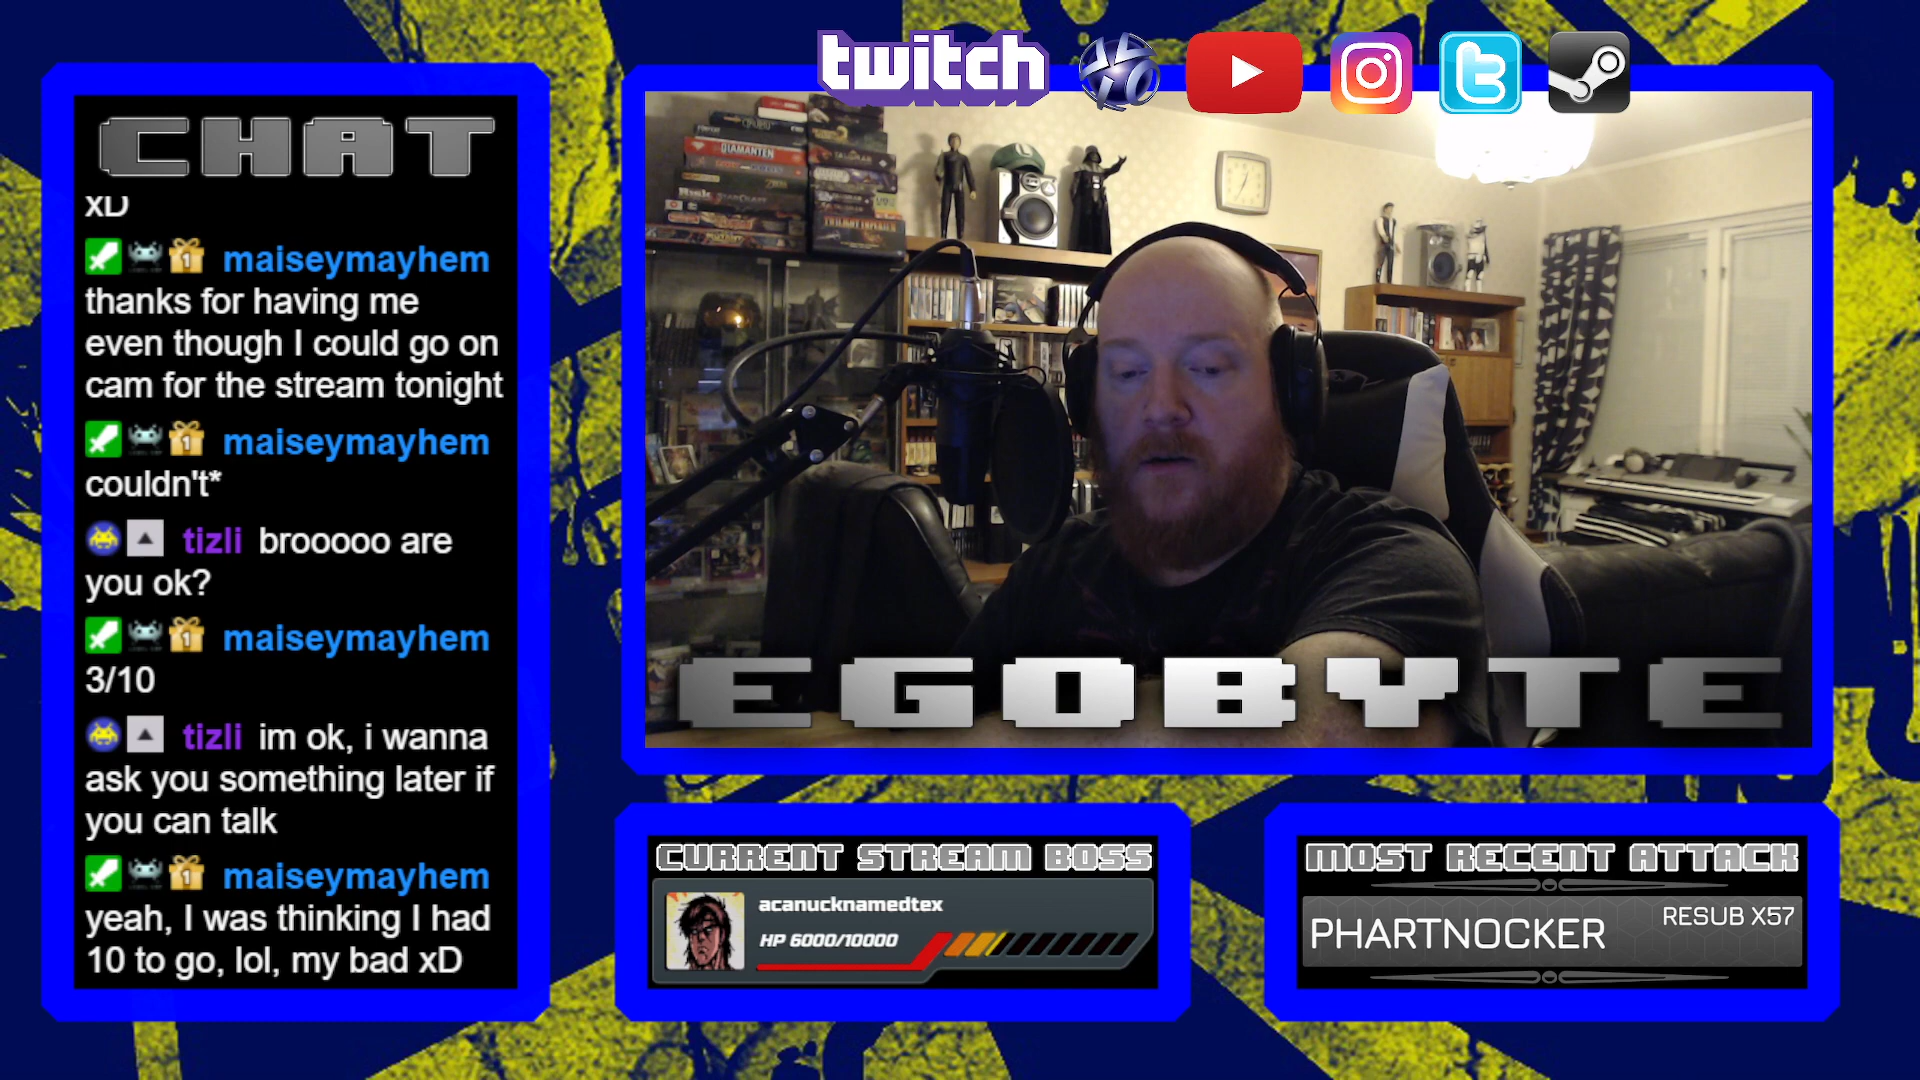 twitch
CHAT
xD
maiseymayhem
thanks for having me
even though I could go on
cam for the stream tonight
maiseymayhem
couldn't*
tizli brooooo are
you ok?
maiseymayhem
3/10
tizli im ok, i wanna
ask you something later if
you can talk
maiseymayhem
yeah, I was thinking I had
10 to go, lol, my bad xD
DIAMANTEN
EGOBYTE
CURRENT STREAM BOSS
acanucknamedtex
HP 6000/10000
MOST RECENT ATTACK
RESUB X57
PHARTNOCKER